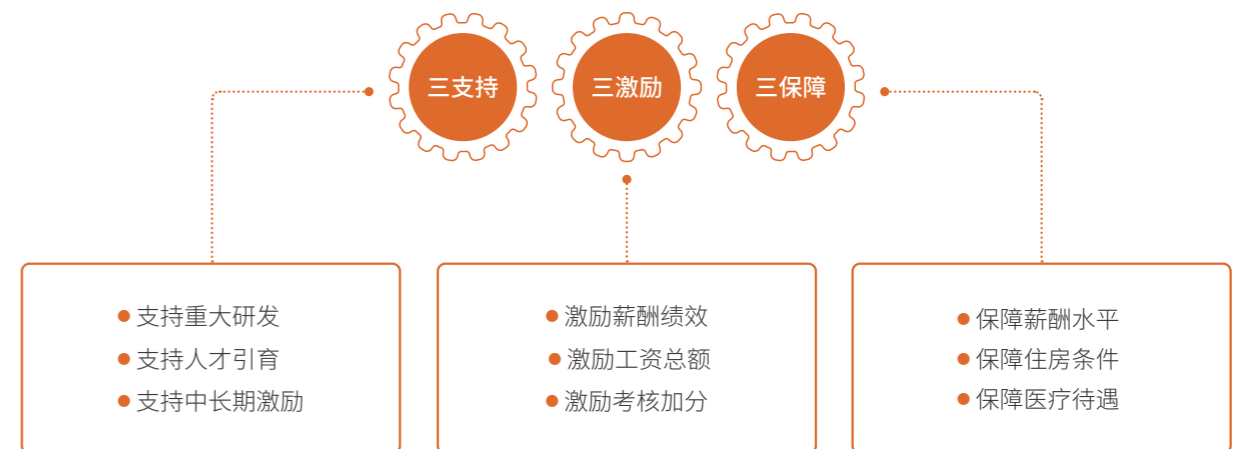 三支持
三激励
三保障
支持重大研发
支持人才引育
支持中长期激励
激励薪酬绩效
激励工资总额
激励考核加分
保障薪酬水平
保障住房条件
保障医疗待遇